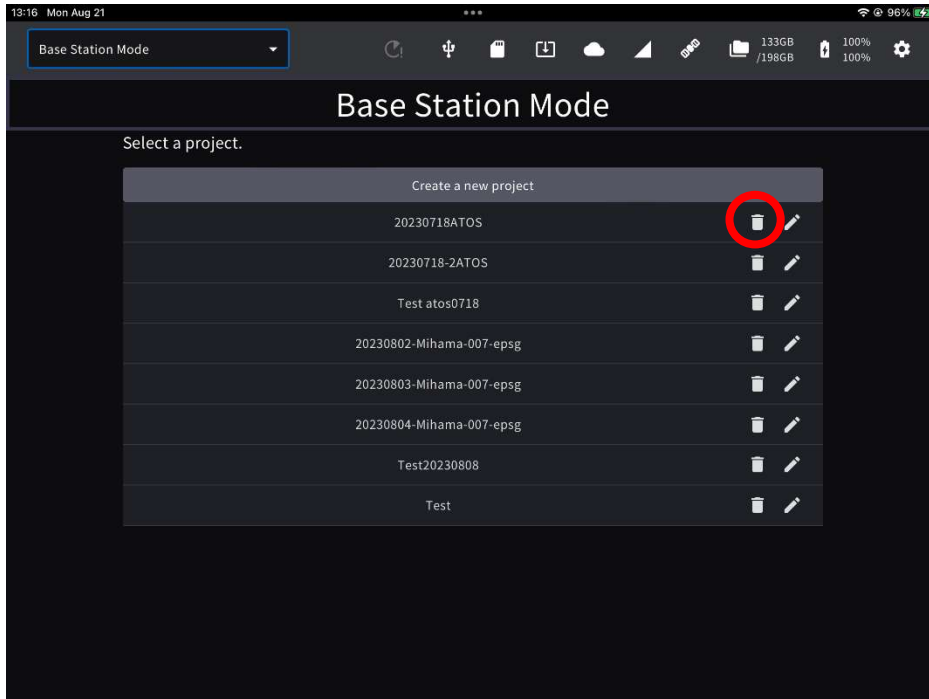 13:16 Mon Aug 21
96%
Base Station Mode
133GB
/198GB
100%
100%
Base Station Mode
Select a project.
Create a new project
20230718ATOS
20230718-2ATOS
Test atos0718
20230802-Mihama-007-epsg
20230803-Mihama-007-epsg
20230804-Mihama-007-epsg
Test20230808
Test